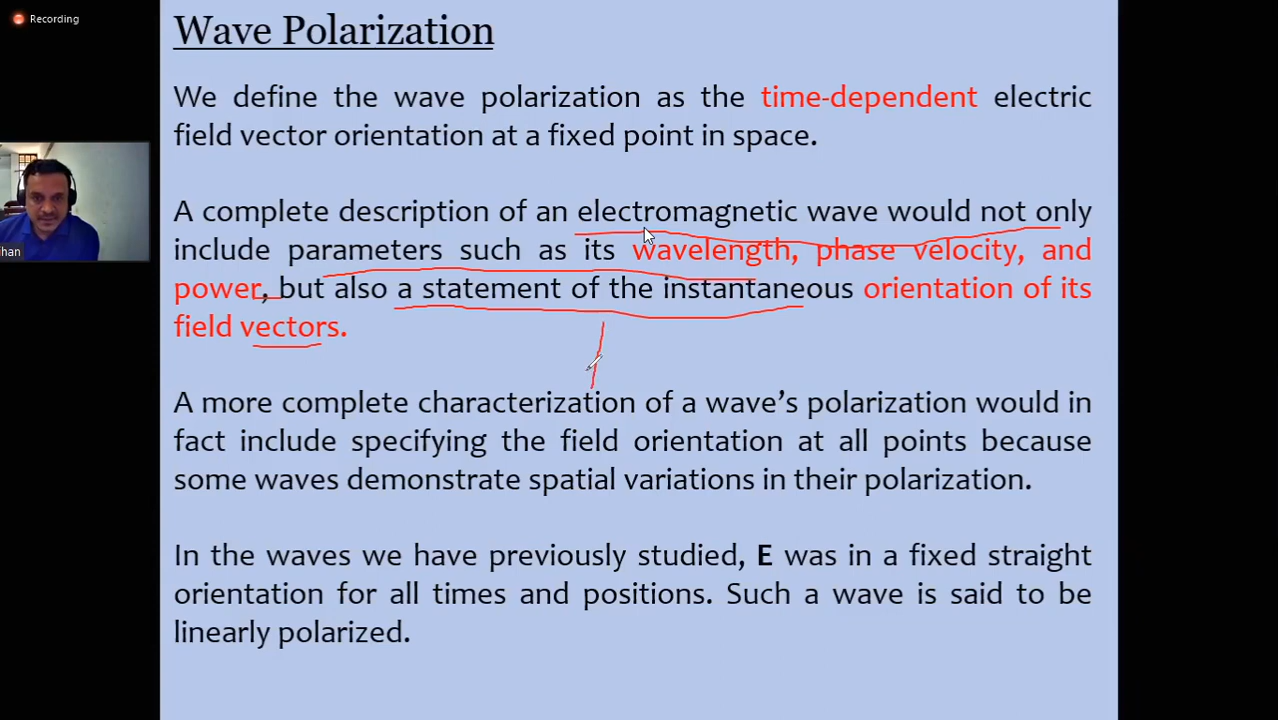 Recording
Wave Polarization
We define the wave polarization as the time-dependent electric
field vector orientation at a fixed point in space.
han
A complete description of an electromagnetic wave would not only
include parameters such as its wavelength, phase velocity, and
power, but also a statement of the instantaneous orientation of its
field vectors.
A more complete characterization of a wave’s polarization would in
fact include specifying the field orientation at all points because
some waves demonstrate spatial variations in their polarization.
In the waves we have previously studied, E was in a fixed straight
orientation for all times and positions. Such a wave is said to be
linearly polarized.